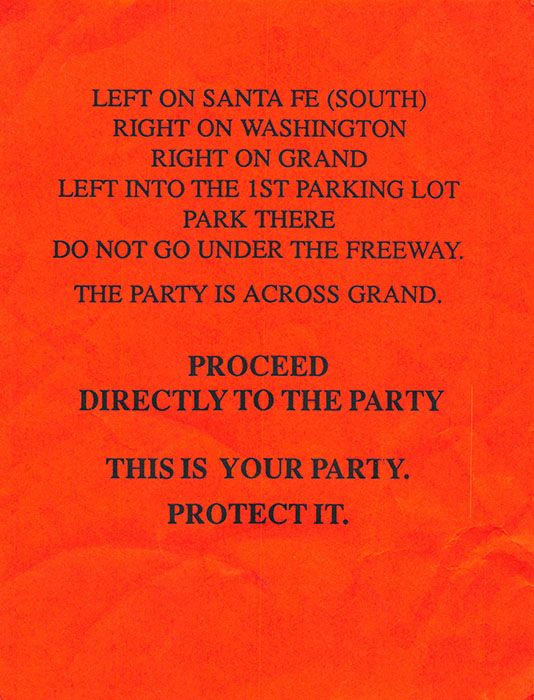 LEFT ON SANTA FE (SOUTH)
RIGHT ON WASHINGTON
RIGHT ON GRAND
LEFT INTO THE 1ST PARKING LOT
PARK THERE
DO NOT GO UNDER THE FREEWAY.
THE PARTY IS ACROSS GRAND.
PROCEED
DIRECTLY TO THE PARTY
THIS IS YOUR PARTY.
PROTECT IT.